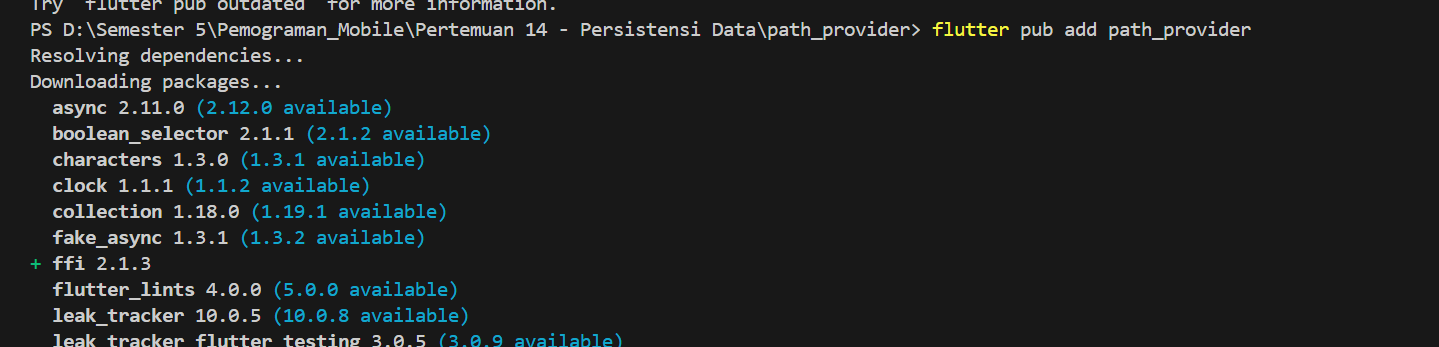 Try `flutter pub outdated` for more information.
PS D:\Semester 5\Pemograman_Mobile\Pertemuan 14 - Persistensi Data\path_provider> flutter pub add path_provider
Resolving dependencies...
Downloading packages...
async 2.11.0 (2.12.0 available)
boolean_selector 2.1.1 (2.1.2 available)
characters 1.3.0 (1.3.1 available)
clock 1.1.1 (1.1.2 available)
collection 1.18.0 (1.19.1 available)
fake_async 1.3.1 (1.3.2 available)
+ ffi 2.1.3
flutter_lints 4.0.0 (5.0.0 available)
leak_tracker 10.0.5 (10.0.8 available)
leak_tracker_flutter_testing 3.0.5 (3.0.9 available)